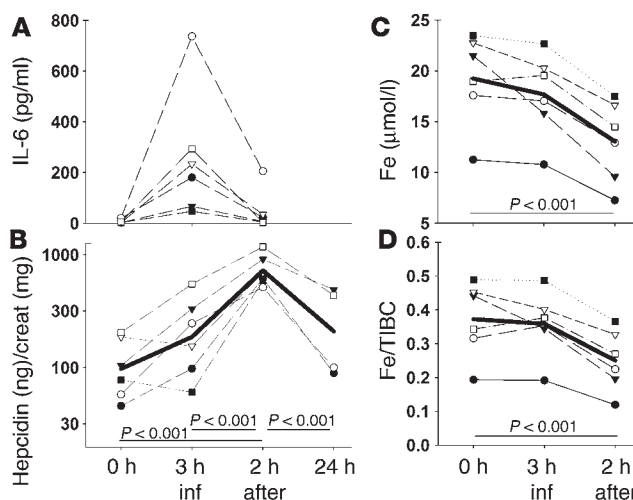 A
800
600
400
200
0
IL-6 (pg/ml)
B
1000
300
100
30
Hepcidin (ng)/creat (mg)
P < 0.001
P < 0.001
P < 0.001
0 h
3 h
2 h
24 h
inf
after
C
25
20
15
10
5
Fe (μmol/l)
P < 0.001
D
0.6
0.5
0.4
0.3
0.2
0.1
0.0
Fe/TIBC
P < 0.001
0 h
3 h
2 h
inf
after